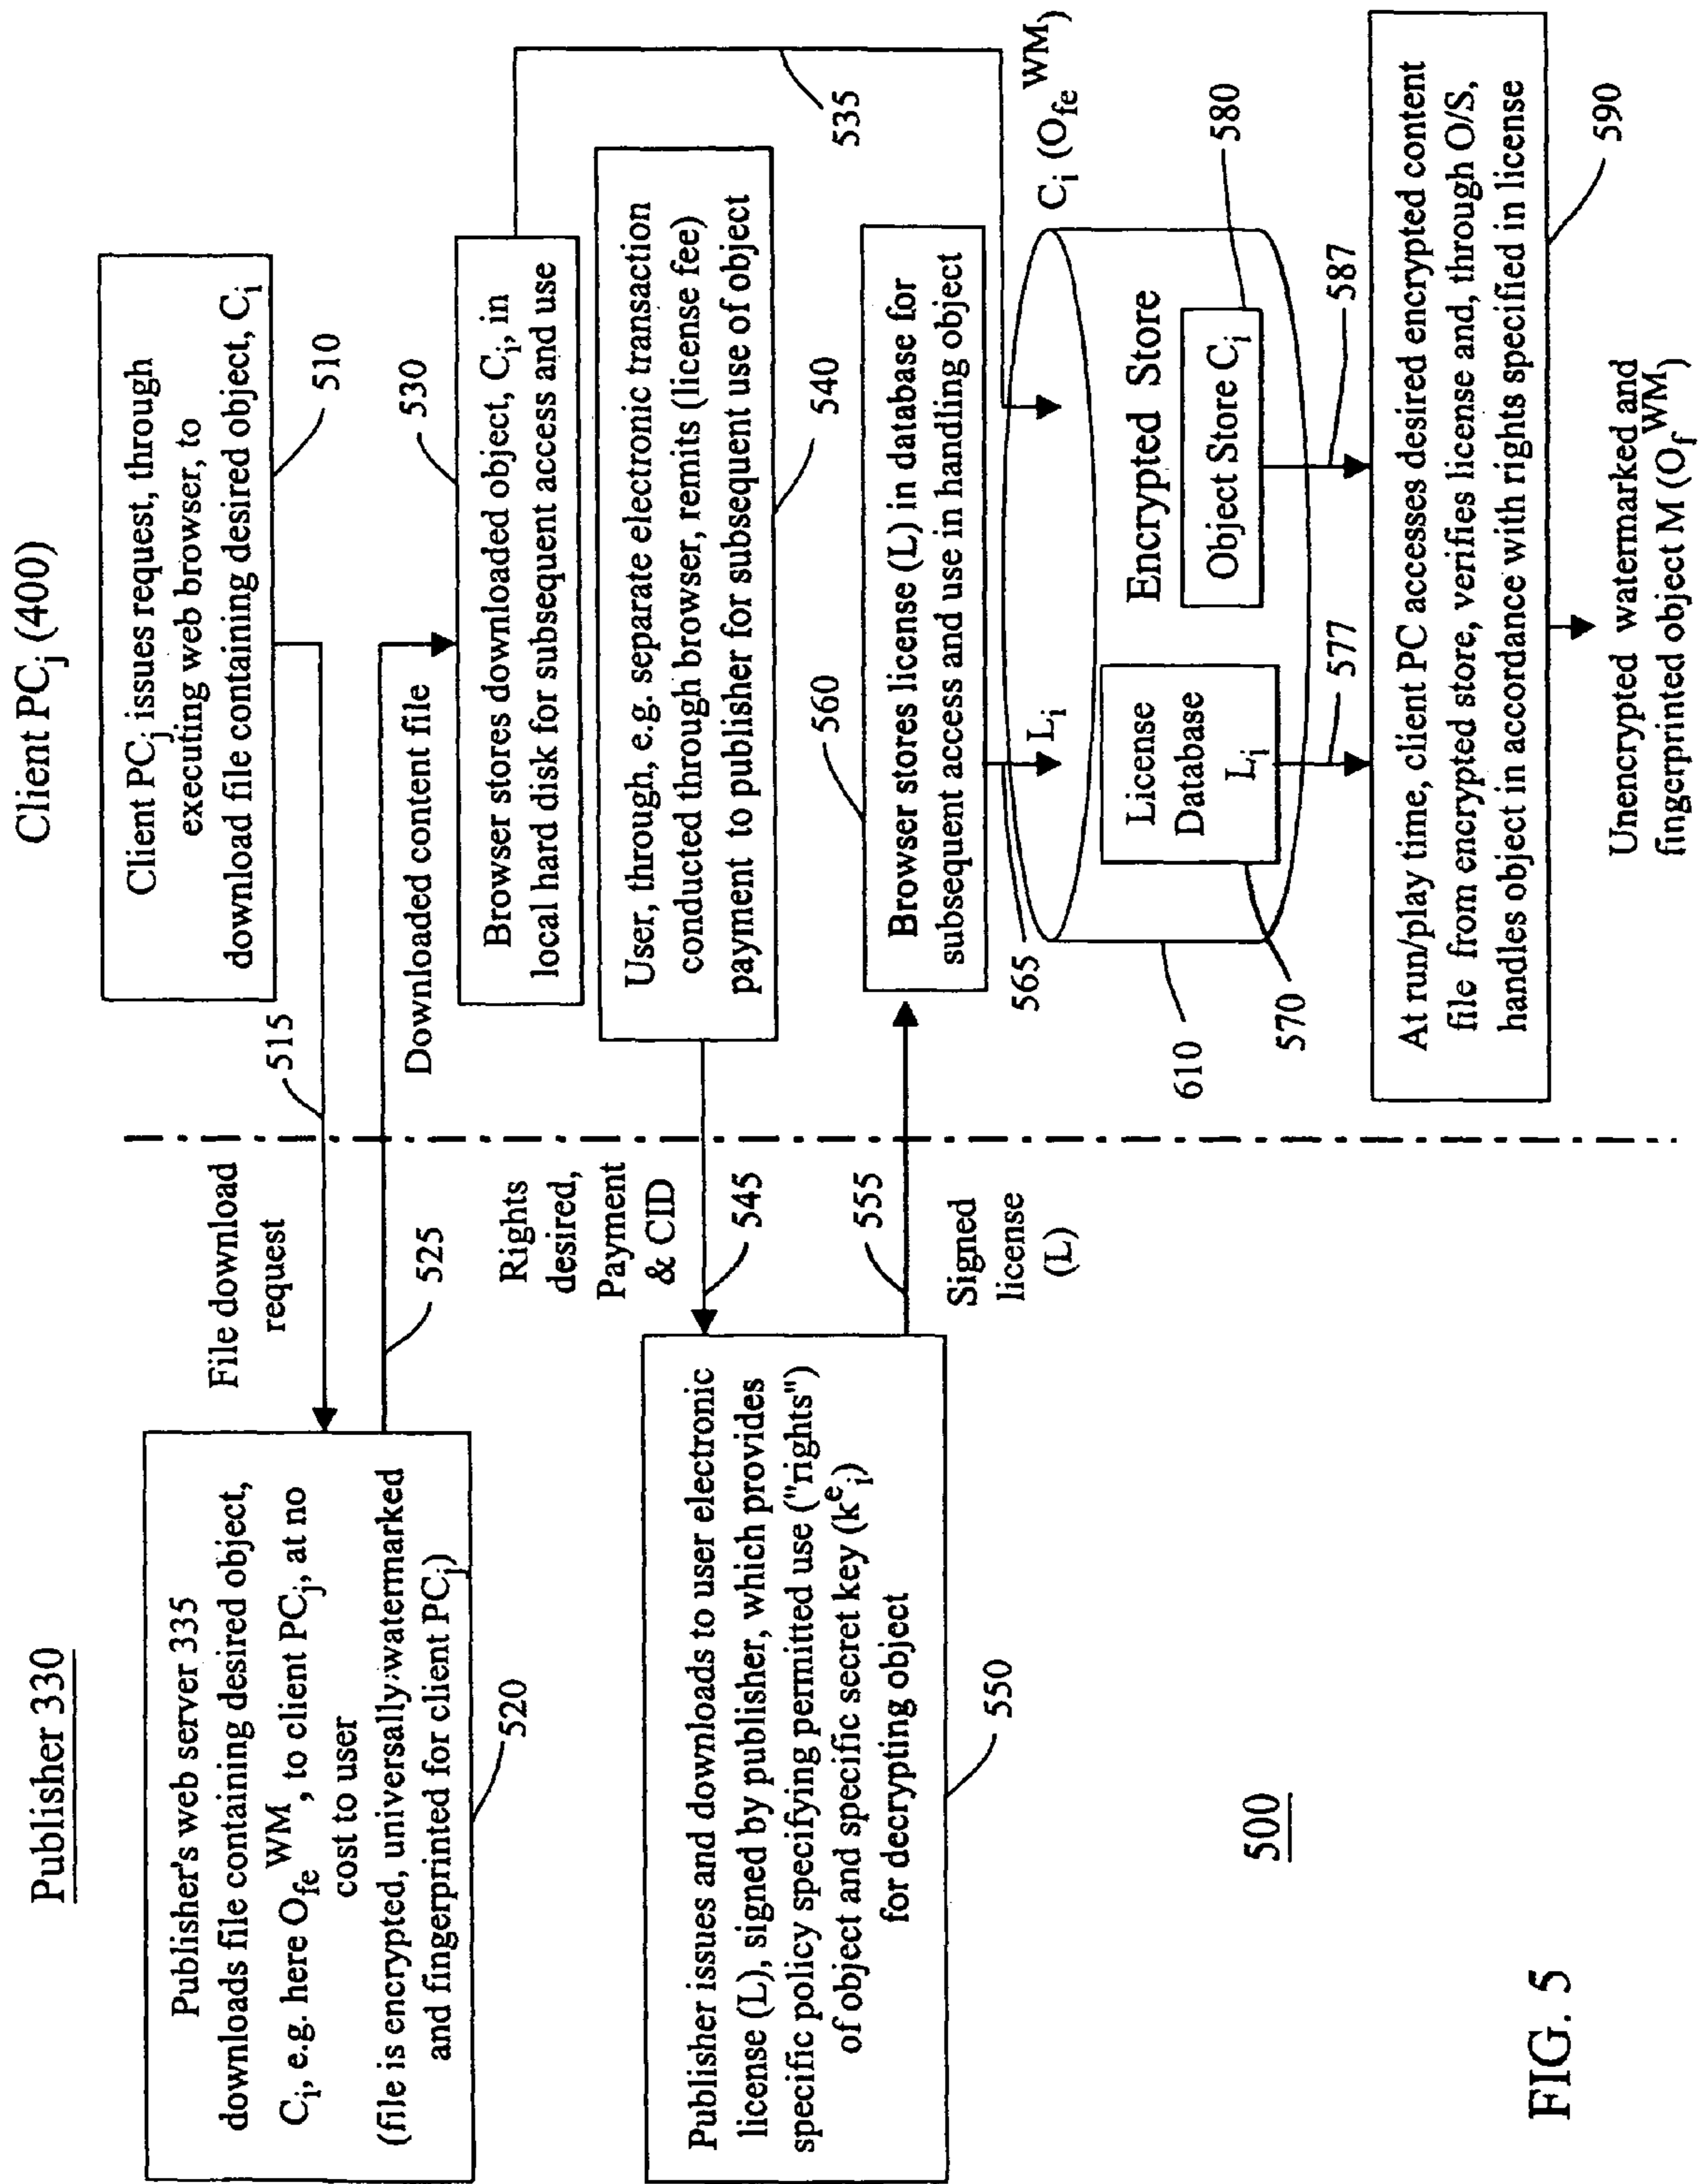 Publisher 330
Client PCj (400)
Client PCj issues request, through
executing web browser, to
download file containing desired object, Ci
510
515
File download
request
Publisher's web server 335
downloads file containing desired object,
Ci, e.g. here Ofe^WM, to client PCj, at no
cost to user
(file is encrypted, universally-watermarked
and fingerprinted for client PCj)
520
525
Downloaded content file
530
Browser stores downloaded object, Ci, in
local hard disk for subsequent access and use
535
User, through, e.g. separate electronic transaction
conducted through browser, remits (license fee)
payment to publisher for subsequent use of object
540
Rights
desired,
Payment
& CID
545
Publisher issues and downloads to user electronic
license (L), signed by publisher, which provides
specific policy specifying permitted use ("rights")
of object and specific secret key (k^e_i)
for decrypting object
550
555
Signed
license
(L)
560
Browser stores license (L) in database for
subsequent access and use in handling object
565
Li
Ci (Ofe^WM)
610
Encrypted Store
License
Database
Li
570
Object Store Ci
580
577
587
At run/play time, client PC accesses desired encrypted content
file from encrypted store, verifies license and, through O/S,
handles object in accordance with rights specified in license
590
Unencrypted watermarked and
fingerprinted object M (Of^WM)
500
FIG. 5